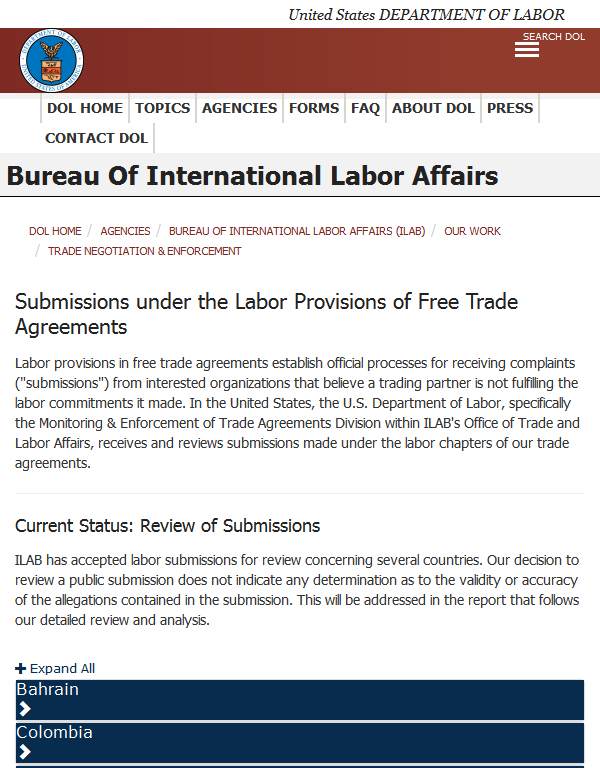 United States DEPARTMENT OF LABOR
SEARCH DOL
DEPARTMENT OF LABOR
UNITED STATES OF AMERICA
DOL HOME TOPICS AGENCIES FORMS FAQ ABOUT DOL PRESS
CONTACT DOL
Bureau Of International Labor Affairs
DOL HOME / AGENCIES / BUREAU OF INTERNATIONAL LABOR AFFAIRS (ILAB) / OUR WORK
/ TRADE NEGOTIATION & ENFORCEMENT
Submissions under the Labor Provisions of Free Trade
Agreements
Labor provisions in free trade agreements establish official processes for receiving complaints
("submissions") from interested organizations that believe a trading partner is not fulfilling the
labor commitments it made. In the United States, the U.S. Department of Labor, specifically
the Monitoring & Enforcement of Trade Agreements Division within ILAB's Office of Trade and
Labor Affairs, receives and reviews submissions made under the labor chapters of our trade
agreements.
Current Status: Review of Submissions
ILAB has accepted labor submissions for review concerning several countries. Our decision to
review a public submission does not indicate any determination as to the validity or accuracy
of the allegations contained in the submission. This will be addressed in the report that follows
our detailed review and analysis.
Expand All
Bahrain
Colombia